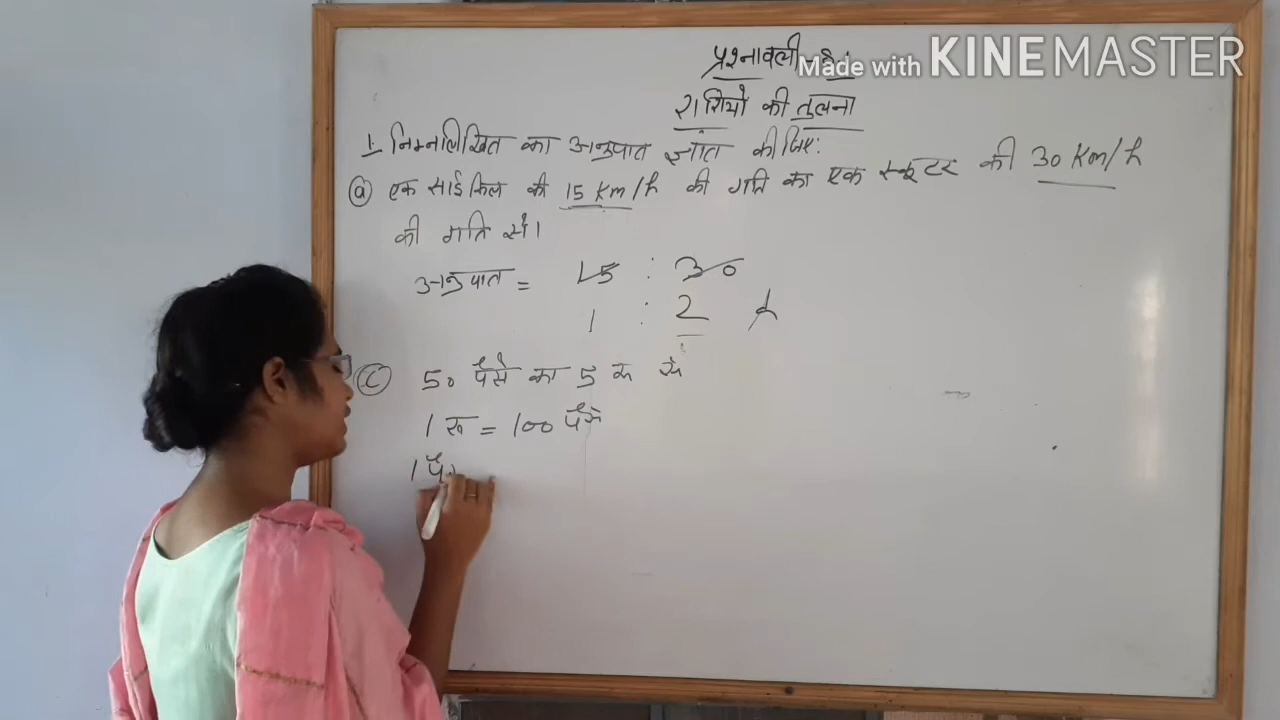 प्रश्नावली
Made with KINEMASTER
राशियों की तुलना
1. निम्नलिखित का अनुपात ज्ञात कीजिए:
(a) एक साईकिल की 15 Km/h की गति का एक स्कूटर की 30 Km/h
की गति से।
अनुपात = 15 : 30
1 : 2
(C) 50 पैसे का 5 रू से
1 रू = 100 पैसे
1 पै